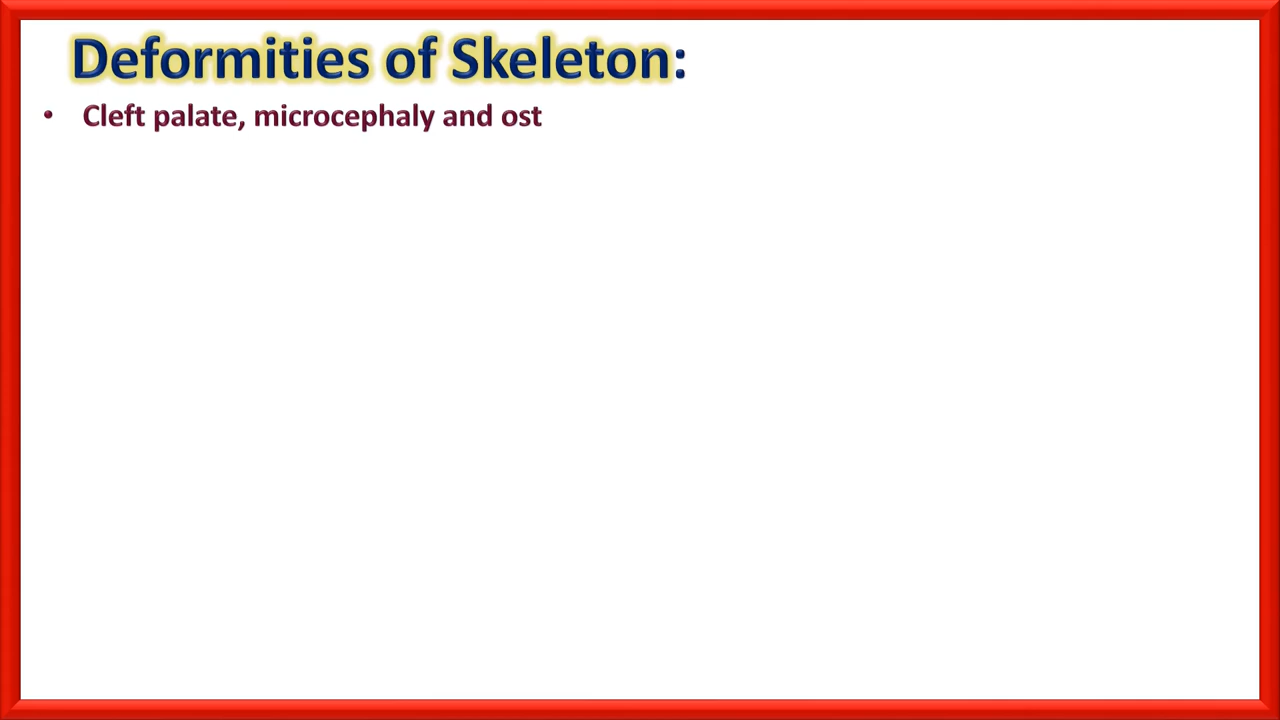 Deformities of Skeleton:
• Cleft palate, microcephaly and ost